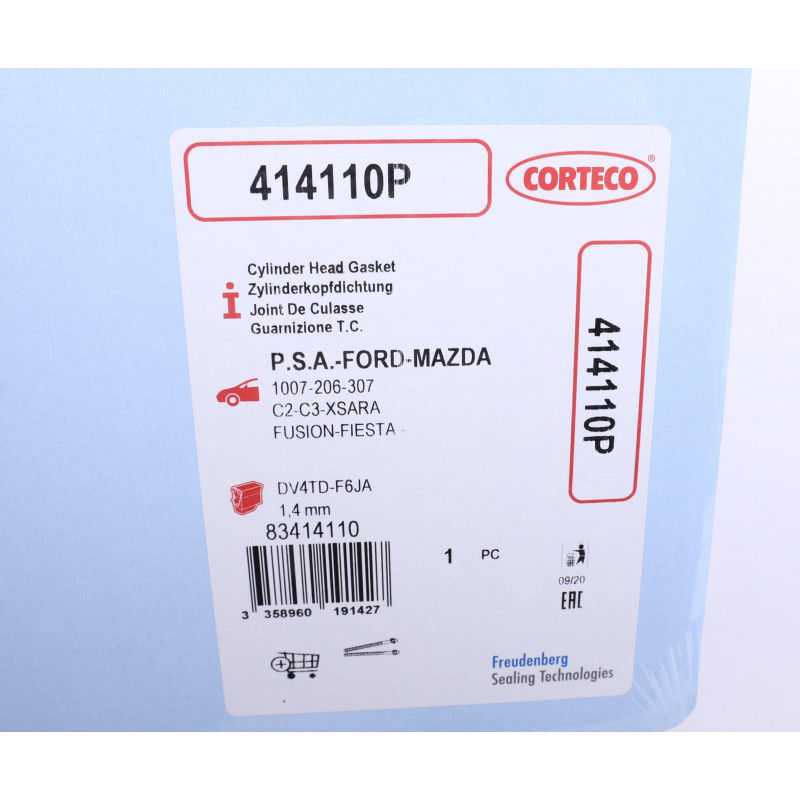 414110P
CORTECO®
Cylinder Head Gasket
Zylinderkopfdichtung
Joint De Culasse
Guarnizione T.C.
i
P.S.A.-FORD-MAZDA
1007-206-307
C2-C3-XSARA
FUSION-FIESTA -
414110P
DV4TD-F6JA
1,4 mm
83414110
1 PC
3 358960 191427
09/20
EAC
Freudenberg
Sealing Technologies